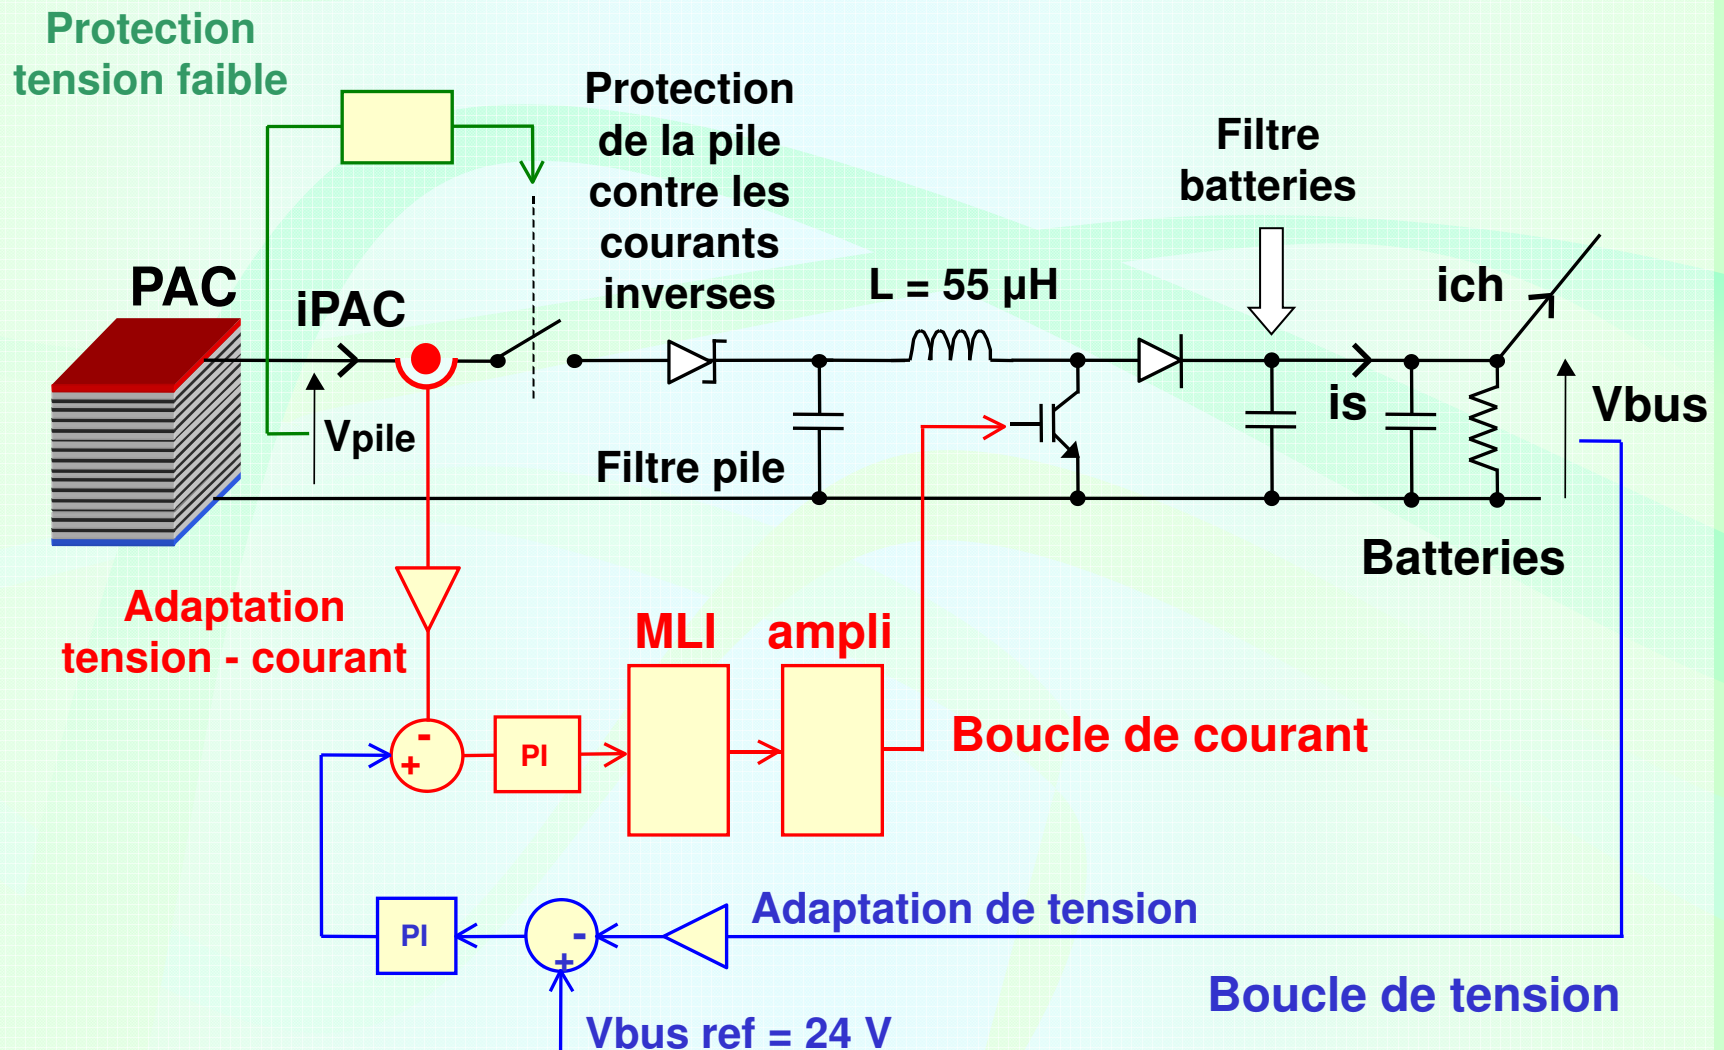 Protection
tension faible
Protection
de la pile
contre les
courants
inverses
Filtre
batteries
PAC
iPAC
L = 55 µH
ich
is
Vbus
Vpile
Filtre pile
Batteries
Adaptation
tension - courant
MLI
ampli
-
+
PI
Boucle de courant
Adaptation de tension
PI
-
+
Boucle de tension
Vbus ref = 24 V